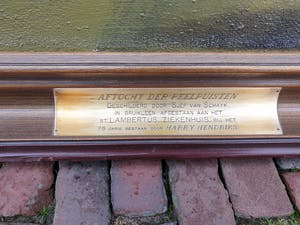 AFTOCHT DER PEELPUISTEN
GESCHILDERD DOOR SJEF VAN SCHAYK
IN BRUIKLEEN AFGESTAAN AAN HET
ST. LAMBERTUS ZIEKENHUIS BIJ HET
75 JARIG BESTAAN DOOR HARRY HENDRIKS